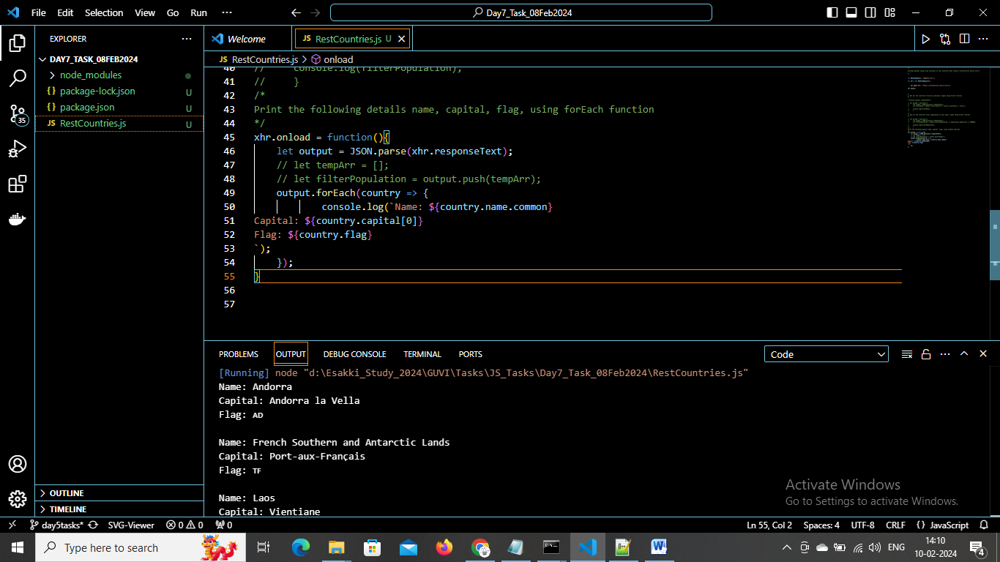 File Edit Selection View Go Run ···
Day7_Task_08Feb2024
EXPLORER
DAY7_TASK_08FEB2024
node_modules
{} package-lock.json U
{} package.json U
JS RestCountries.js U
OUTLINE
TIMELINE
35
Welcome
JS RestCountries.js U
JS RestCountries.js > onload
40 // console.log(filterPopulation);
41 // }
42 /*
43 Print the following details name, capital, flag, using forEach function
44 */
45 xhr.onload = function(){
46 let output = JSON.parse(xhr.responseText);
47 // let tempArr = [];
48 // let filterPopulation = output.push(tempArr);
49 output.forEach(country => {
50 console.log(`Name: ${country.name.common}
51 Capital: ${country.capital[0]}
52 Flag: ${country.flag}
53 `);
54 });
55 }
56
57
PROBLEMS OUTPUT DEBUG CONSOLE TERMINAL PORTS
Code
[Running] node "d:\Esakki_Study_2024\GUVI\Tasks\JS_Tasks\Day7_Task_08Feb2024\RestCountries.js"
Name: Andorra
Capital: Andorra la Vella
Flag: AD
Name: French Southern and Antarctic Lands
Capital: Port-aux-Français
Flag: TF
Name: Laos
Capital: Vientiane
Activate Windows
Go to Settings to activate Windows.
day5tasks* SVG-Viewer 0 0 0
Ln 55, Col 2 Spaces: 4 UTF-8 CRLF {} JavaScript
Type here to search
ENG
14:10
10-02-2024
4